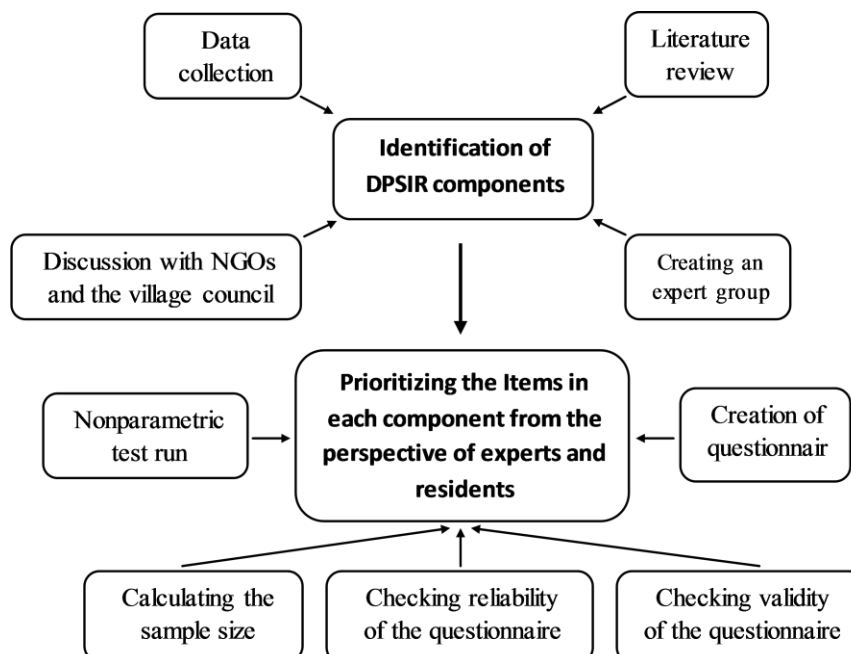 Data
collection
Literature
review
Identification of
DPSIR components
Discussion with NGOs
and the village council
Creating an
expert group
Prioritizing the Items in
each component from the
perspective of experts and
residents
Nonparametric
test run
Creation of
questionnair
Calculating the
sample size
Checking reliability
of the questionnaire
Checking validity
of the questionnaire